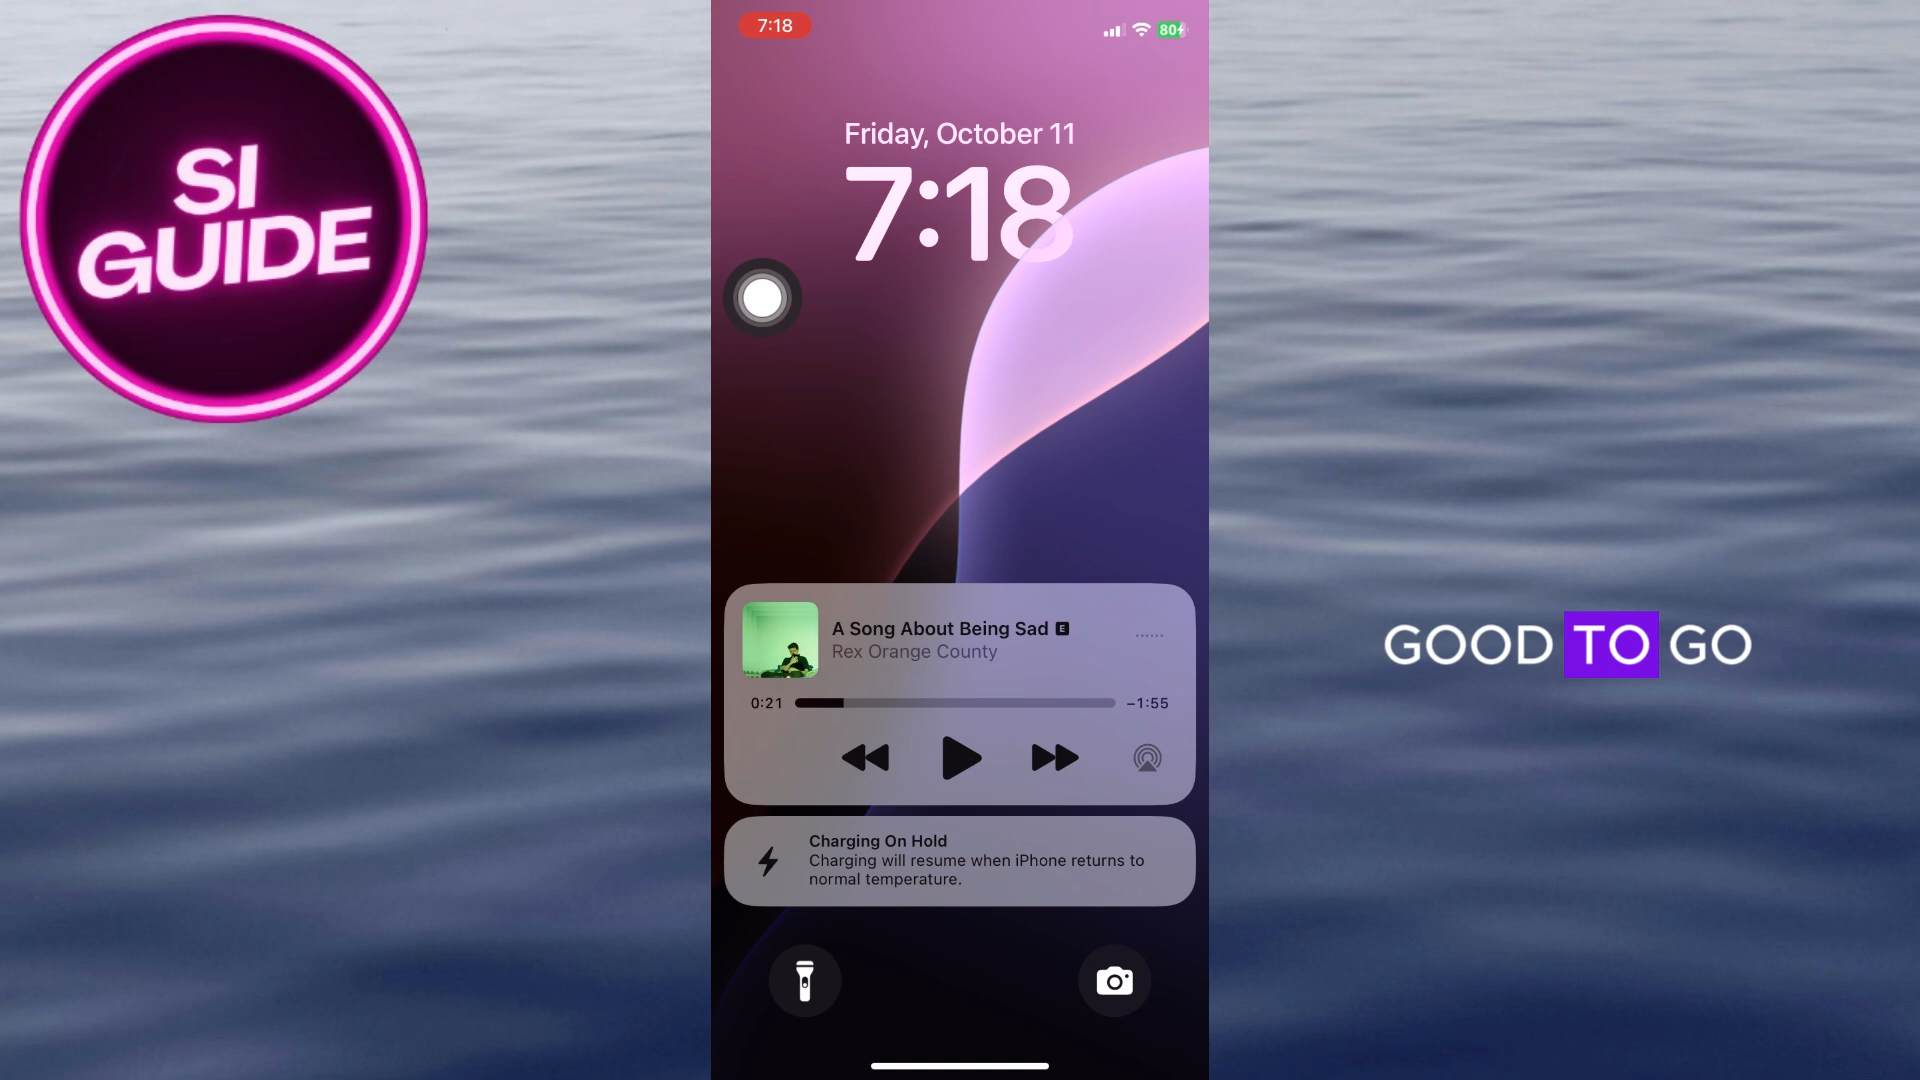 SI
GUIDE
7:18
80
Friday, October 11
7:18
A Song About Being Sad E
Rex Orange County
0:21
-1:55
Charging On Hold
Charging will resume when iPhone returns to
normal temperature.
GOOD TO GO